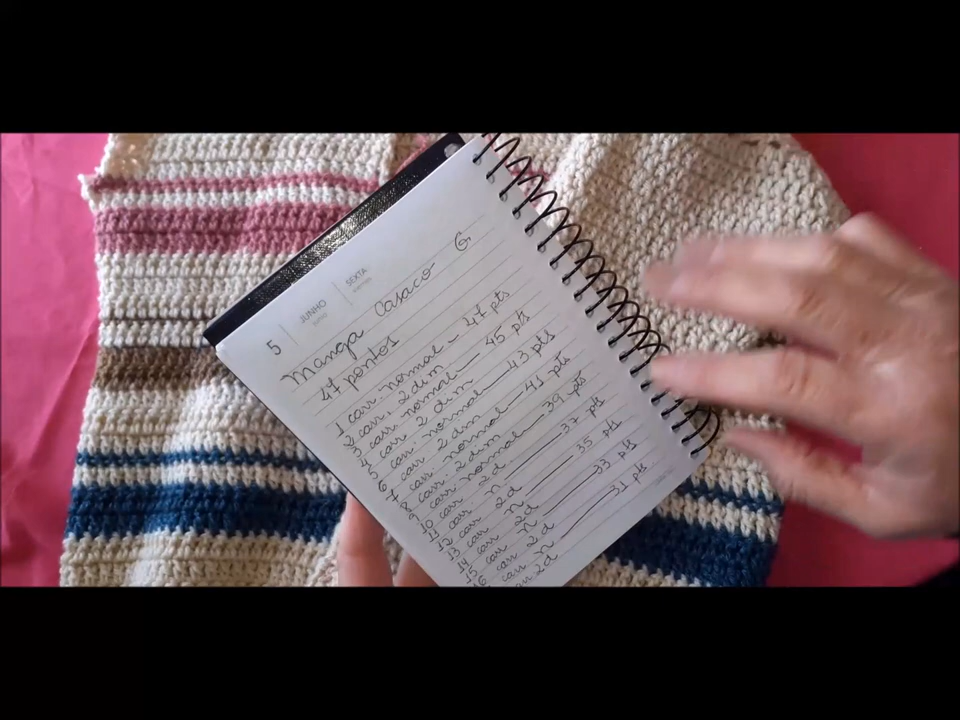 5 JUNHO SEXTA
Manga Casaco G
47 pontos
1 carr. normal - 47 pts
2 carr. 2 dim
3 carr normal — 45 pts
4 carr 2 dim
5 carr. normal — 43 pts
6 carr 2 dim
7 carr normal — 41 pts
8 carr. 2 dim
9 carr normal — 39 pts
10 carr. 2 d
11 carr n — 37 pts
12 carr 2d
13 carr n — 35 pts
14 carr 2d
15 carr n — 33 pts
16 carr 2d
n — 31 pts
carr 2d